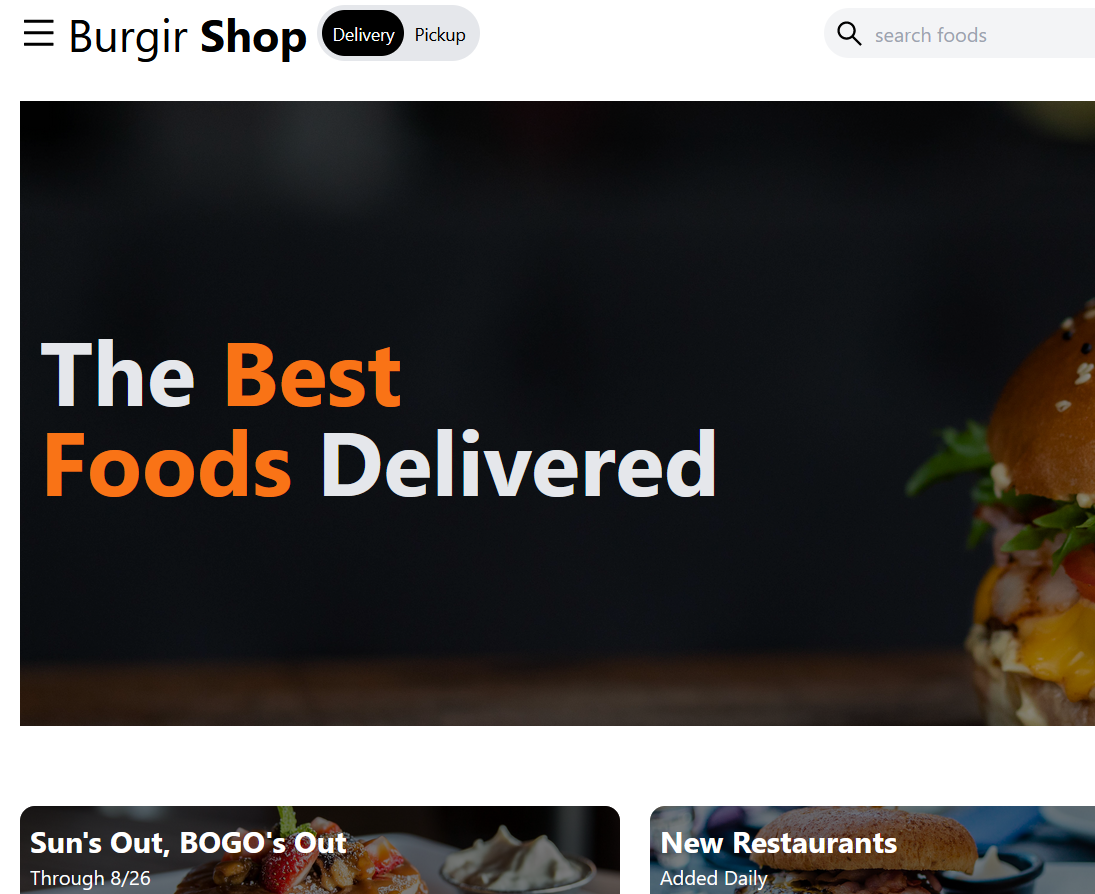 Burgir Shop
Delivery
Pickup
search foods
The Best
Foods Delivered
Sun's Out, BOGO's Out
Through 8/26
New Restaurants
Added Daily